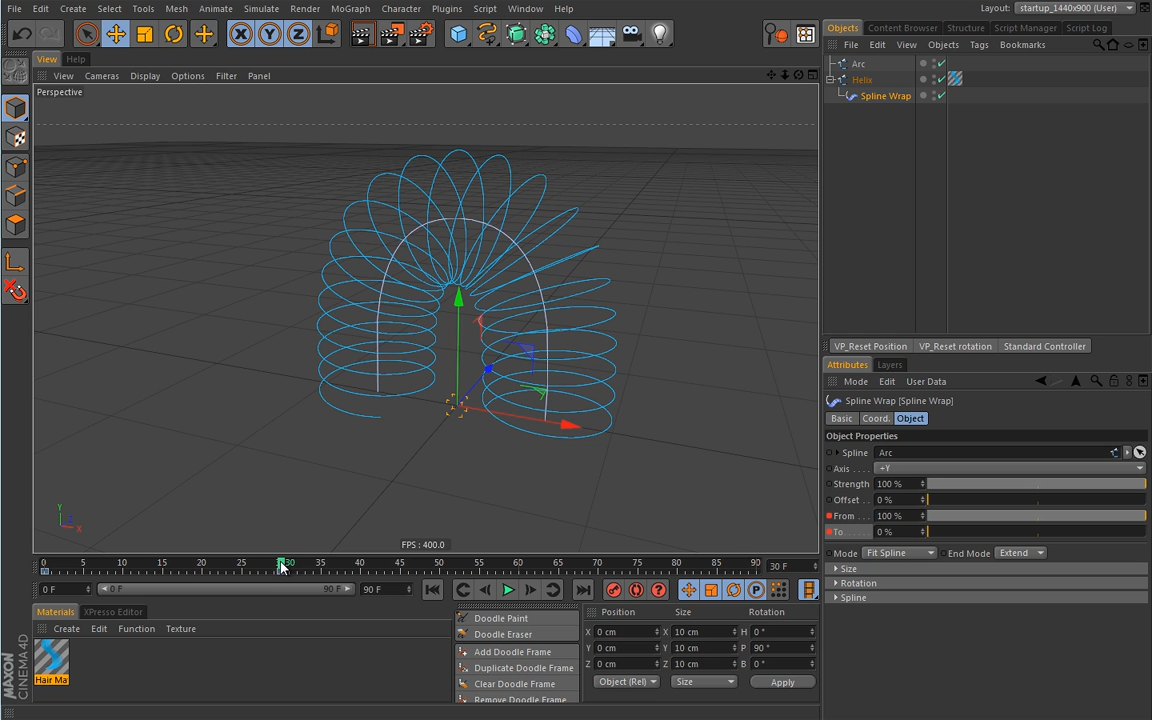 File Edit Create Select Tools Mesh Animate Simulate Render MoGraph Character Plugins Script Window Help Layout: startup_1440x900 (User)
X Y Z
Objects Content Browser Structure Script Manager Script Log
View Help
File Edit View Objects Tags Bookmarks
Arc
Helix
Spline Wrap
View Cameras Display Options Filter Panel
Perspective
Y
Z
X
FPS : 400.0
VP_Reset Position VP_Reset rotation Standard Controller
Attributes Layers
Mode Edit User Data
Spline Wrap [Spline Wrap]
Basic Coord. Object
Object Properties
Spline Arc
Axis . . . . +Y
Strength 100 %
Offset . . 0 %
From . . 100 %
To . . . . . 0 %
Mode Fit Spline End Mode Extend
Size
Rotation
Spline
0 5 10 15 20 25 30 35 40 45 50 55 60 65 70 75 80 85 90 30 F
0 F 0 F 90 F 90 F
P
Materials XPresso Editor
Create Edit Function Texture
Hair Ma
Doodle Paint
Doodle Eraser
Add Doodle Frame
Duplicate Doodle Frame
Clear Doodle Frame
Remove Doodle Frame
Position Size Rotation
X 0 cm X 10 cm H 0 °
Y 0 cm Y 10 cm P 90 °
Z 0 cm Z 10 cm B 0 °
Object (Rel) Size Apply
MAXON
CINEMA 4D